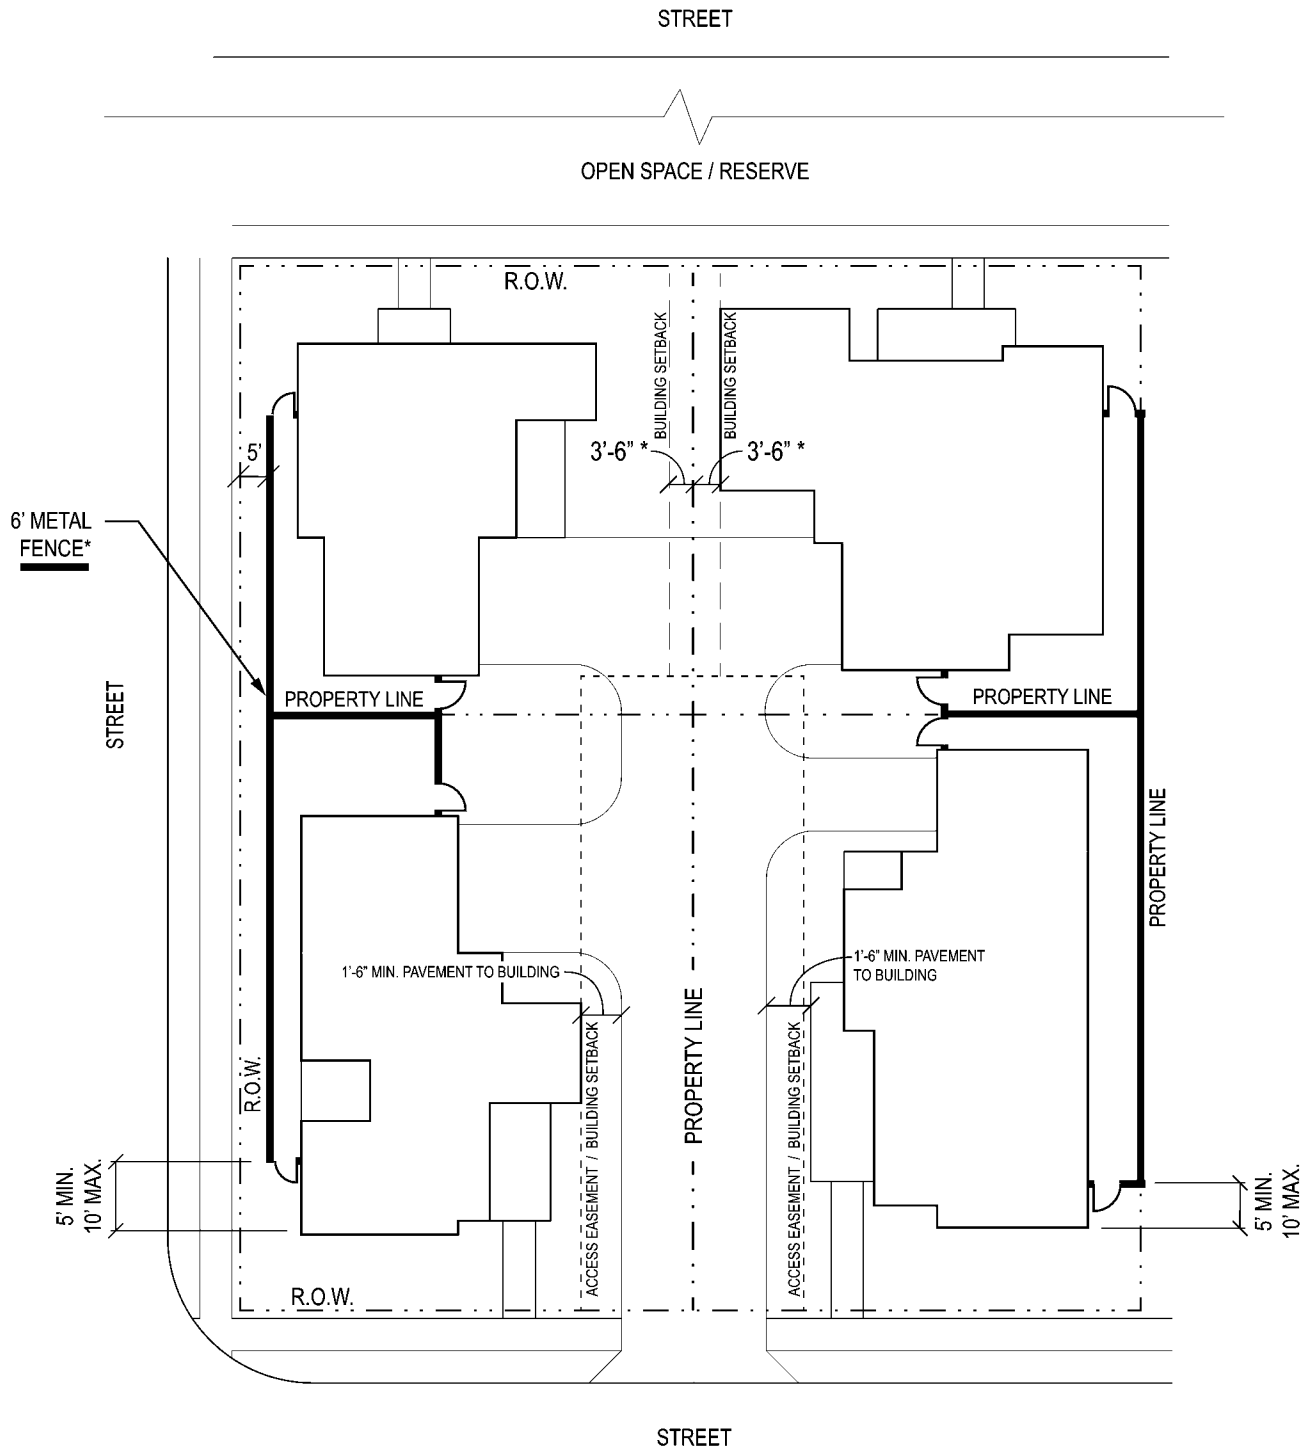 STREET
OPEN SPACE / RESERVE
R.O.W.
BUILDING SETBACK
BUILDING SETBACK
5'
3'-6" *
3'-6" *
6' METAL
FENCE*
STREET
PROPERTY LINE
PROPERTY LINE
PROPERTY LINE
1'-6" MIN. PAVEMENT TO BUILDING
1'-6" MIN. PAVEMENT
TO BUILDING
R.O.W.
ACCESS EASEMENT / BUILDING SETBACK
PROPERTY LINE
ACCESS EASEMENT / BUILDING SETBACK
5' MIN.
10' MAX.
5' MIN.
10' MAX.
R.O.W.
STREET